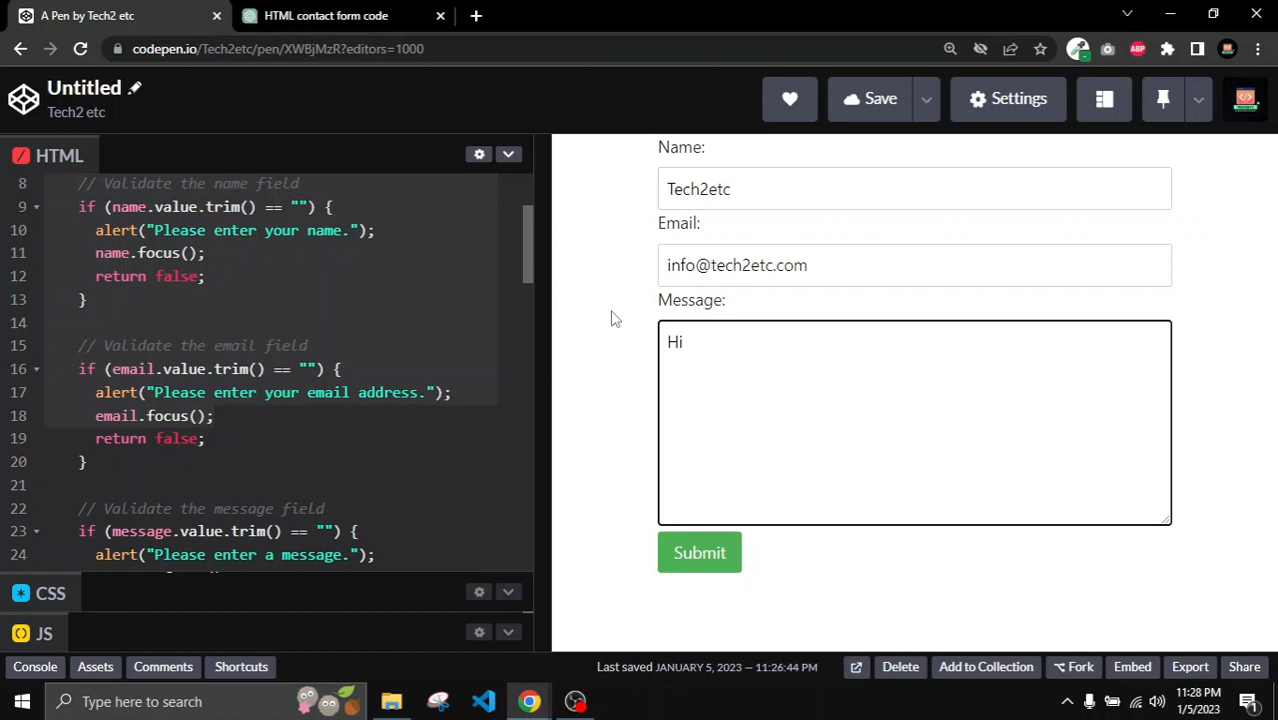 A Pen by Tech2 etc
HTML contact form code
codepen.io/Tech2etc/pen/XWBjMzR?editors=1000
ABP
Untitled
Tech2 etc
Save
Settings
HTML
8 // Validate the name field
9 if (name.value.trim() == "") {
10 alert("Please enter your name.");
11 name.focus();
12 return false;
13 }
14
15 // Validate the email field
16 if (email.value.trim() == "") {
17 alert("Please enter your email address.");
18 email.focus();
19 return false;
20 }
21
22 // Validate the message field
23 if (message.value.trim() == "") {
24 alert("Please enter a message.");
CSS
JS
Name:
Tech2etc
Email:
info@tech2etc.com
Message:
Hi
Submit
Console Assets Comments Shortcuts Last saved JANUARY 5, 2023 — 11:26:44 PM Delete Add to Collection Fork Embed Export Share
Type here to search
11:28 PM
1/5/2023
1